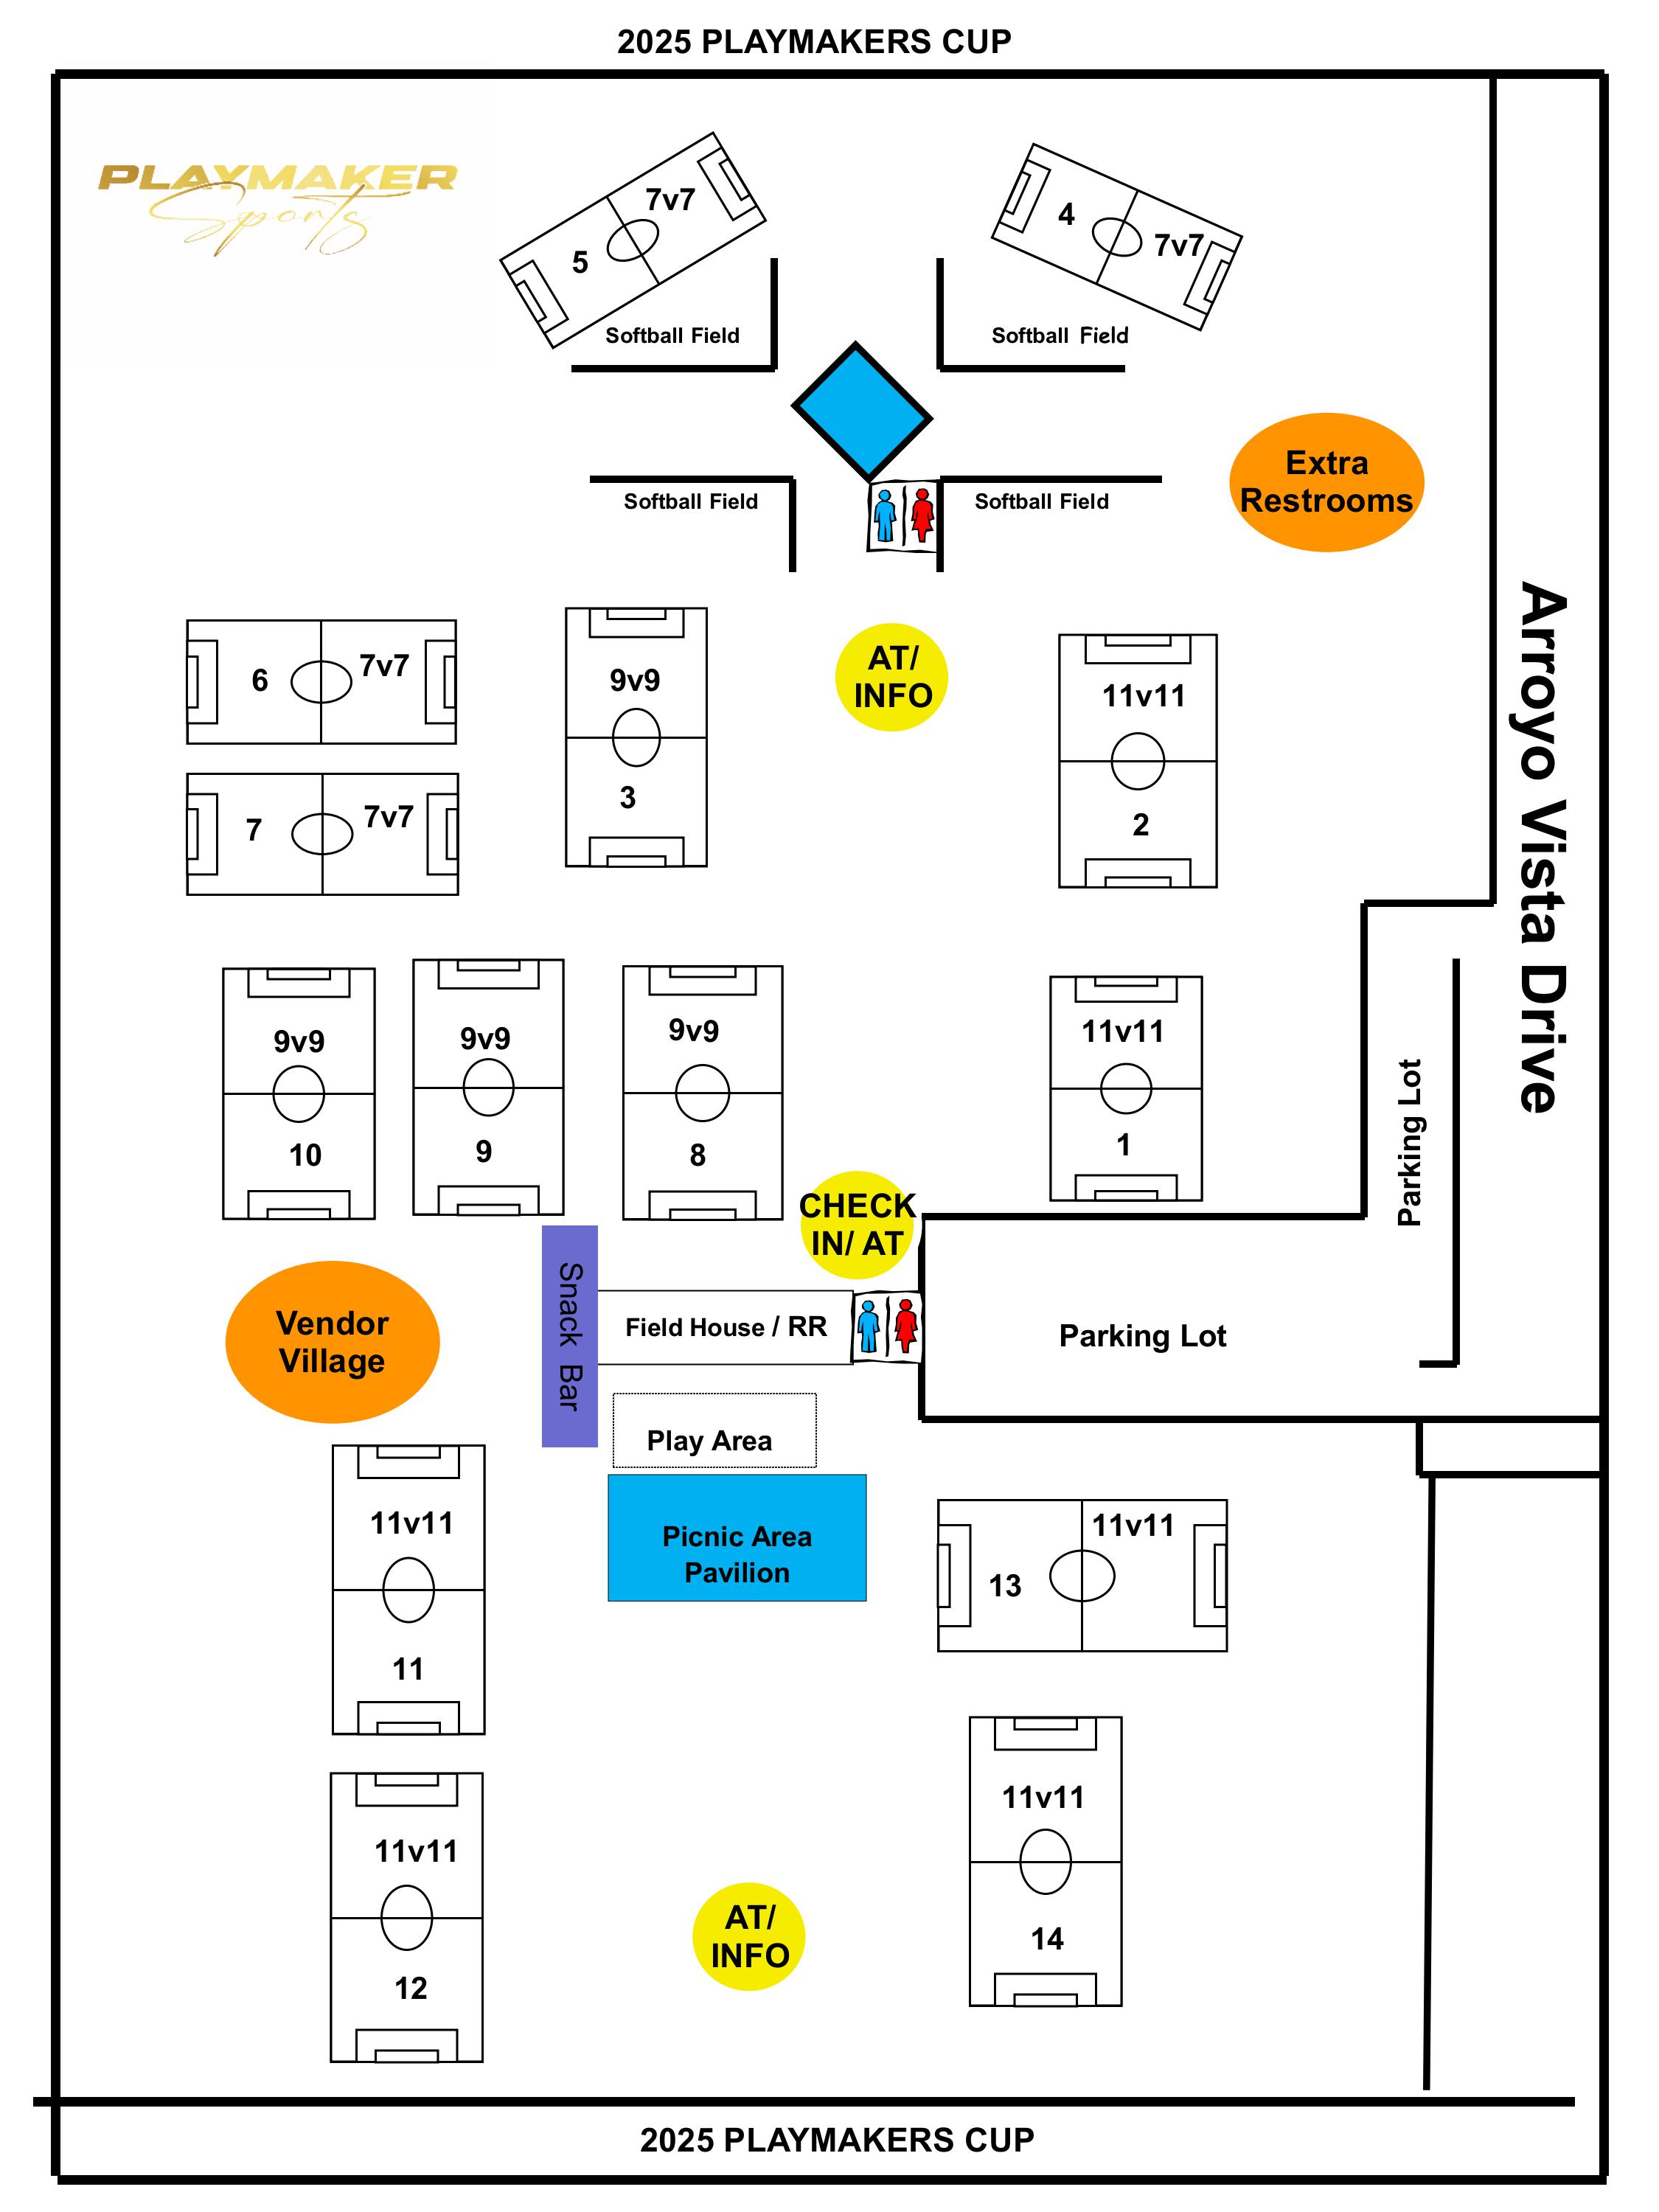 2025 PLAYMAKERS CUP
PLAYMAKER
Sports
7v7
5
4
7v7
Softball Field
Softball Field
Extra
Restrooms
Softball Field
Softball Field
6
7v7
9v9
3
AT/
INFO
11v11
2
7
7v7
Arroyo Vista Drive
9v9
10
9v9
9
9v9
8
11v11
1
Parking Lot
CHECK
IN/ AT
Snack Bar
Field House / RR
Parking Lot
Vendor
Village
Play Area
Picnic Area
Pavilion
11v11
11
11v11
13
11v11
12
11v11
14
AT/
INFO
2025 PLAYMAKERS CUP